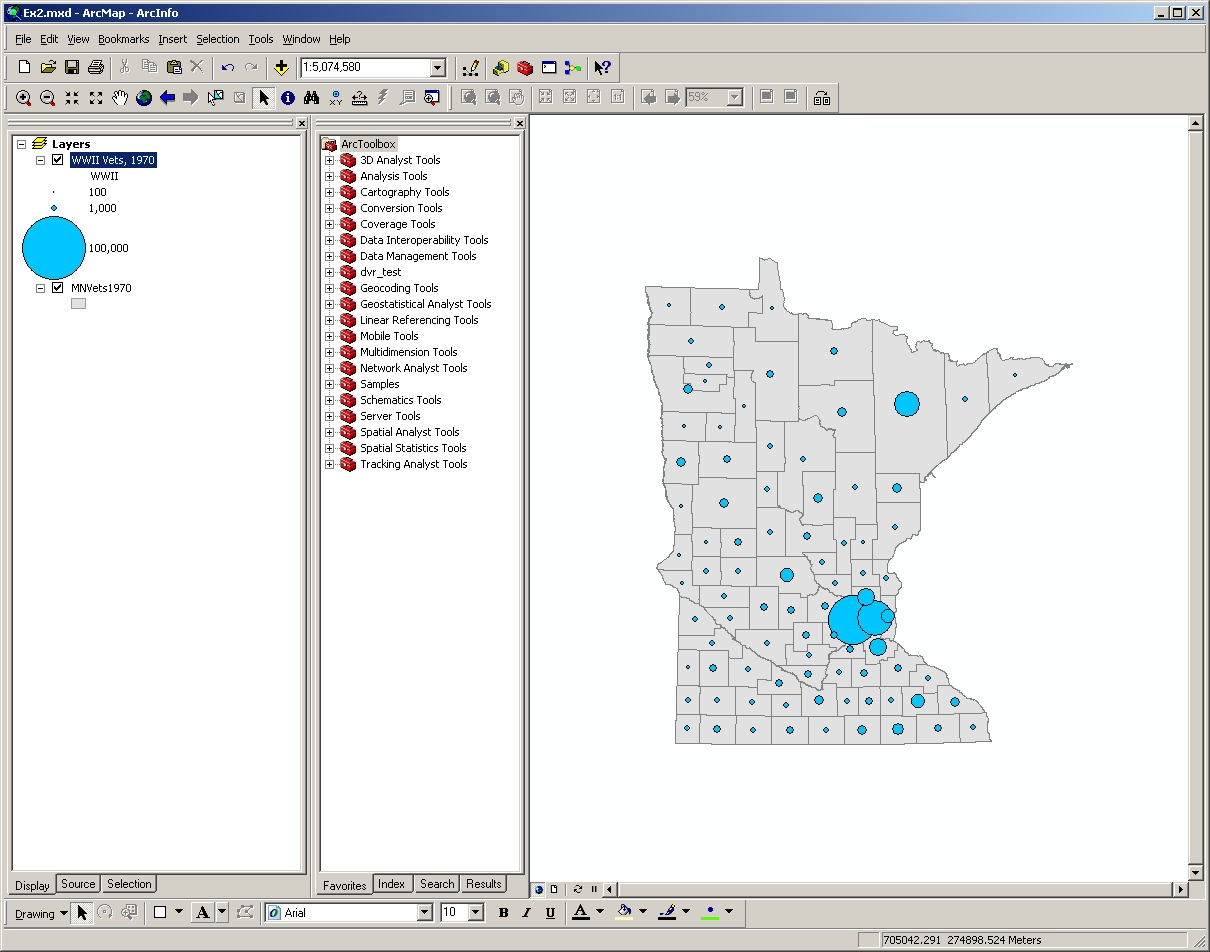 Ex2.mxd - ArcMap - ArcInfo
File Edit View Bookmarks Insert Selection Tools Window Help
1:5,074,580
XY 1:1 59%
Layers
WWII Vets, 1970
WWII
100
1,000
100,000
MNVets1970
ArcToolbox
3D Analyst Tools
Analysis Tools
Cartography Tools
Conversion Tools
Coverage Tools
Data Interoperability Tools
Data Management Tools
dvr_test
Geocoding Tools
Geostatistical Analyst Tools
Linear Referencing Tools
Mobile Tools
Multidimension Tools
Network Analyst Tools
Samples
Schematics Tools
Server Tools
Spatial Analyst Tools
Spatial Statistics Tools
Tracking Analyst Tools
Display Source Selection
Favorites Index Search Results
Drawing A Arial 10 B I U A
705042.291 274898.524 Meters